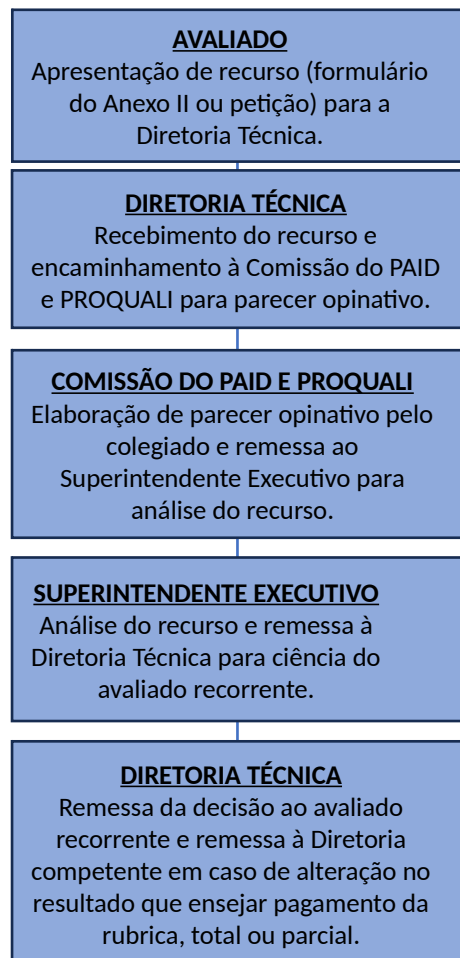 AVALIADO
Apresentação de recurso (formulário
do Anexo II ou petição) para a
Diretoria Técnica.
DIRETORIA TÉCNICA
Recebimento do recurso e
encaminhamento à Comissão do PAID
e PROQUALI para parecer opinativo.
COMISSÃO DO PAID E PROQUALI
Elaboração de parecer opinativo pelo
colegiado e remessa ao
Superintendente Executivo para
análise do recurso.
SUPERINTENDENTE EXECUTIVO
Análise do recurso e remessa à
Diretoria Técnica para ciência do
avaliado recorrente.
DIRETORIA TÉCNICA
Remessa da decisão ao avaliado
recorrente e remessa à Diretoria
competente em caso de alteração no
resultado que ensejar pagamento da
rubrica, total ou parcial.